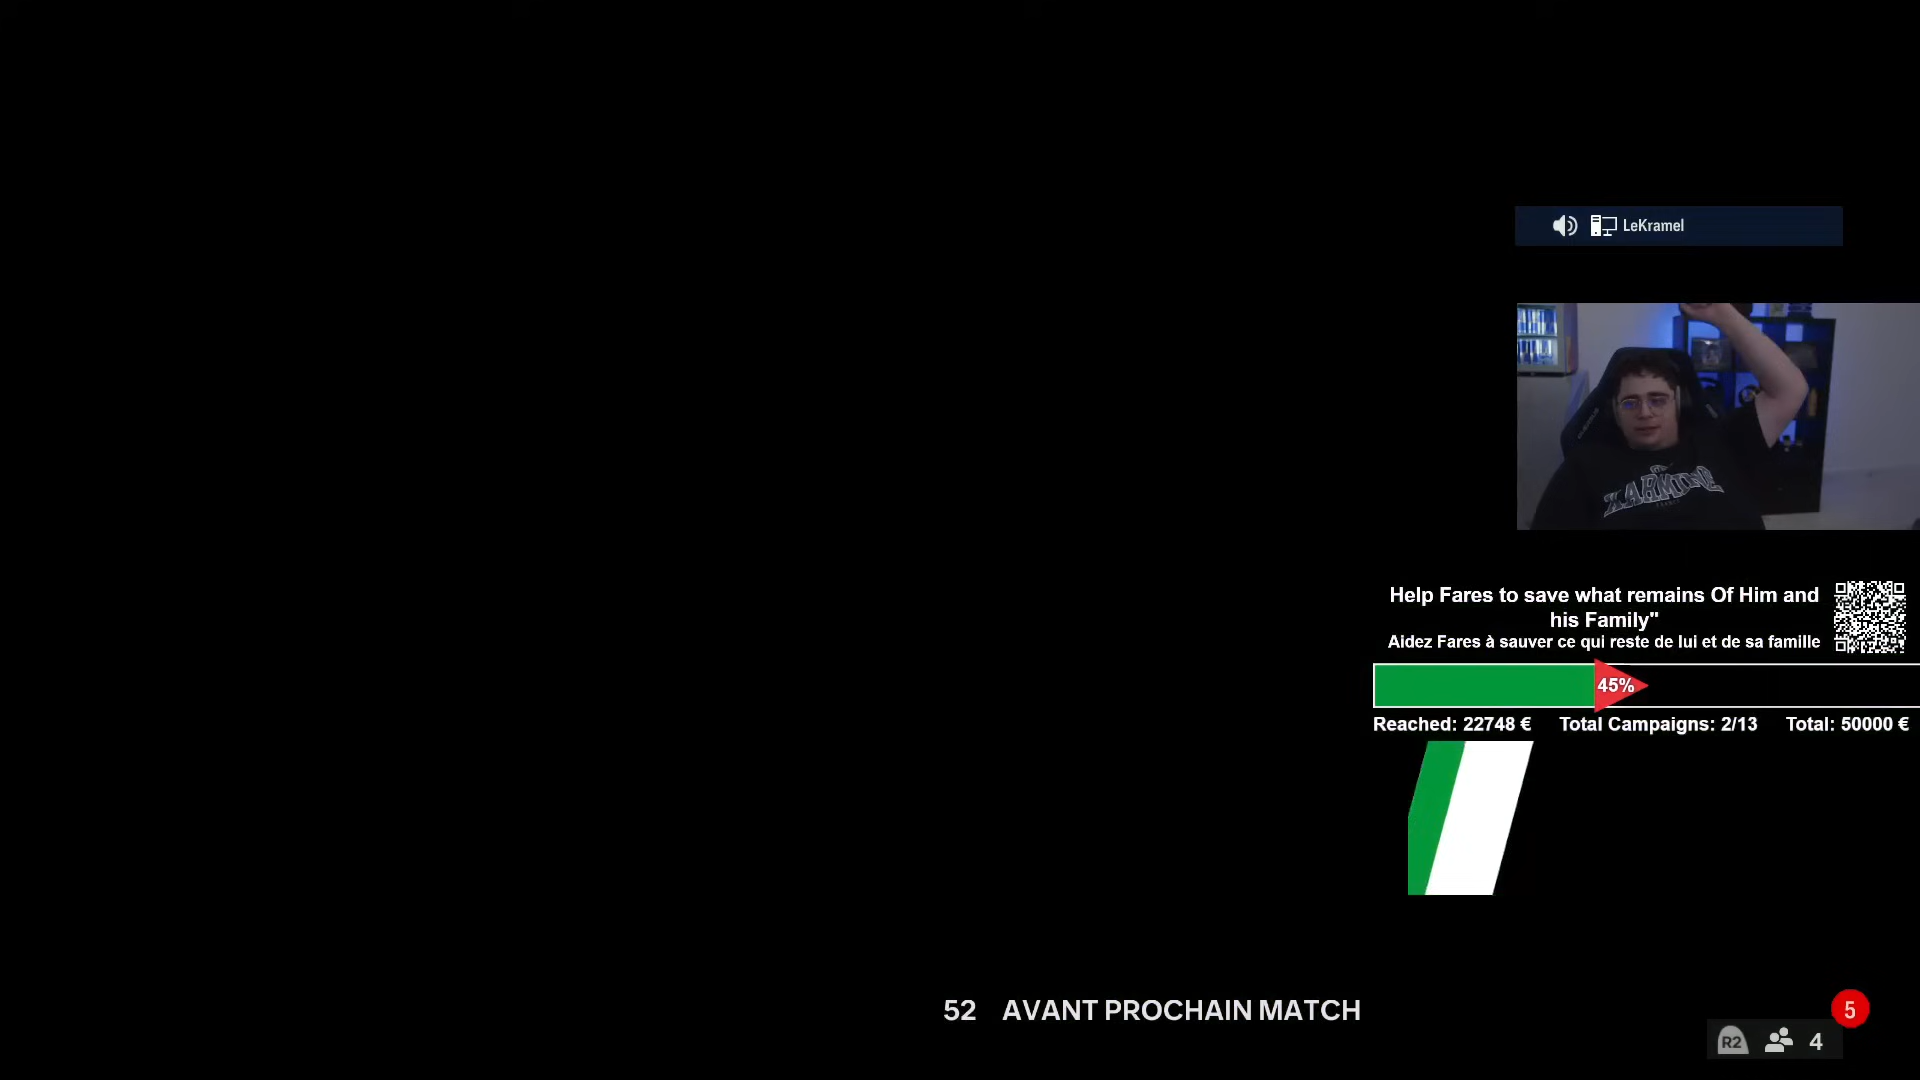 LeKramel
KARMINE
Help Fares to save what remains Of Him and
his Family"
Aidez Fares à sauver ce qui reste de lui et de sa famille
45%
Reached: 22748 € Total Campaigns: 2/13 Total: 50000 €
52 AVANT PROCHAIN MATCH
5
R2 4